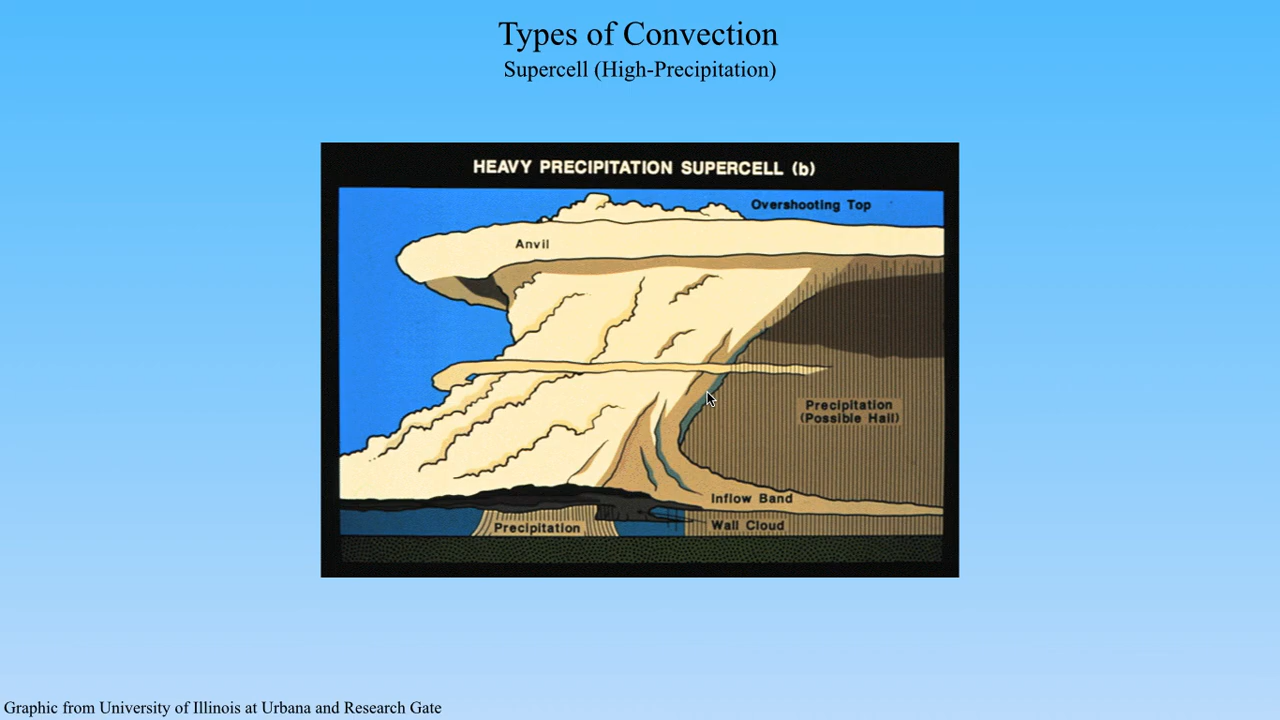 Types of Convection
Supercell (High-Precipitation)
HEAVY PRECIPITATION SUPERCELL (b)
Overshooting Top
Anvil
Precipitation
(Possible Hail)
Inflow Band
Wall Cloud
Precipitation
Graphic from University of Illinois at Urbana and Research Gate